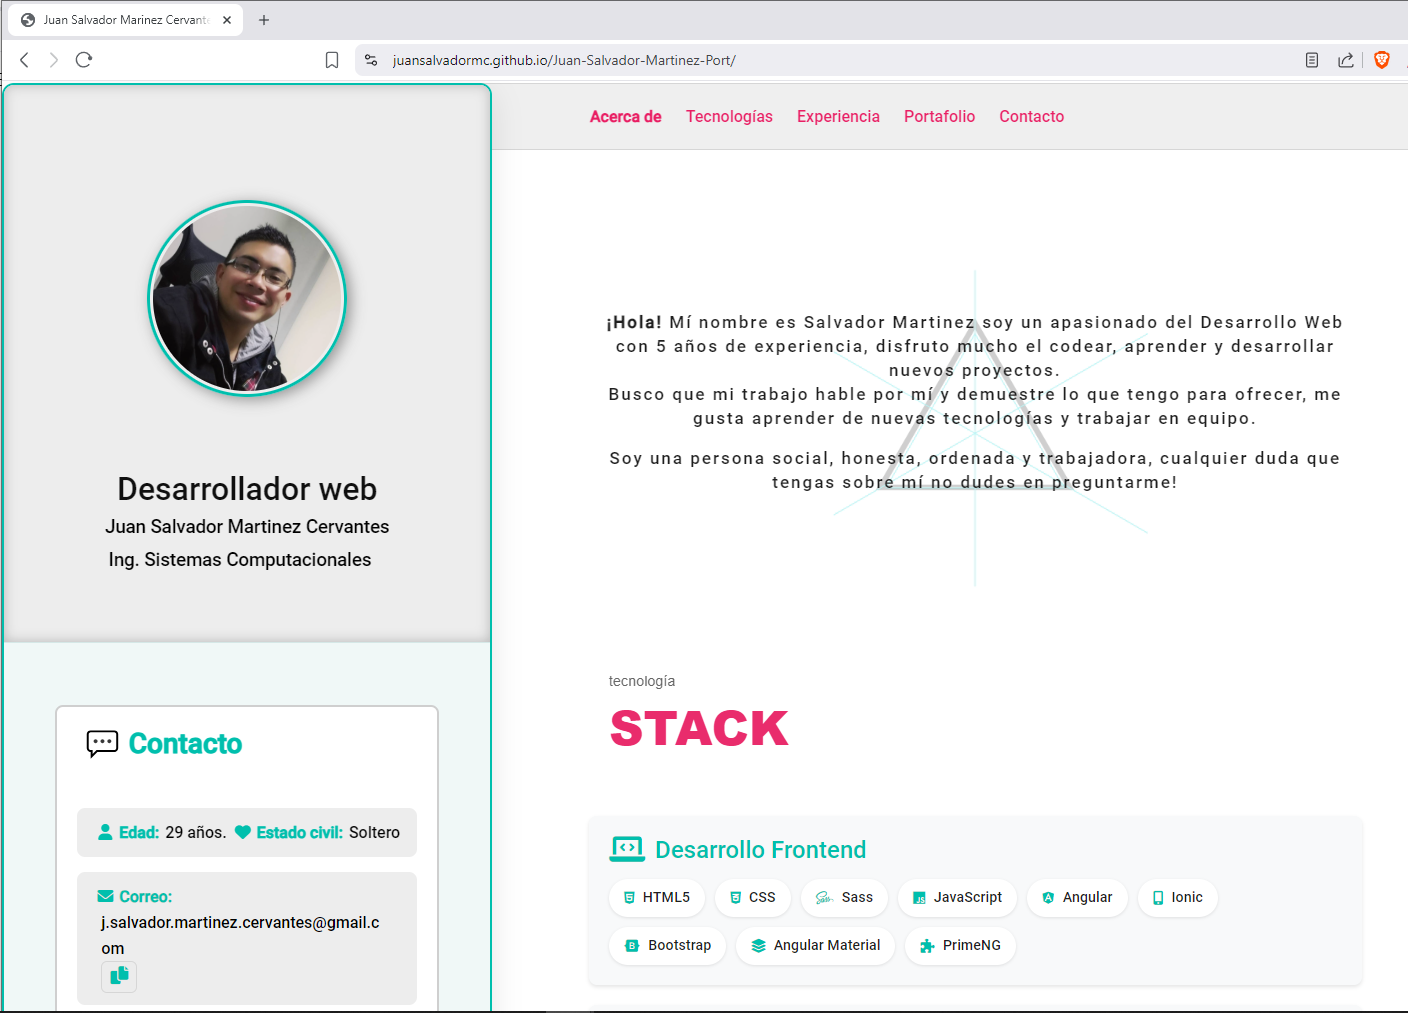 Juan Salvador Marinez Cervante
juansalvadormc.github.io/Juan-Salvador-Martinez-Port/
Acerca de Tecnologías Experiencia Portafolio Contacto
Desarrollador web
Juan Salvador Martinez Cervantes
Ing. Sistemas Computacionales
Contacto
Edad: 29 años. Estado civil: Soltero
Correo:
j.salvador.martinez.cervantes@gmail.c
om
¡Hola! Mí nombre es Salvador Martinez soy un apasionado del Desarrollo Web
con 5 años de experiencia, disfruto mucho el codear, aprender y desarrollar
nuevos proyectos.
Busco que mi trabajo hable por mí y demuestre lo que tengo para ofrecer, me
gusta aprender de nuevas tecnologías y trabajar en equipo.
Soy una persona social, honesta, ordenada y trabajadora, cualquier duda que
tengas sobre mí no dudes en preguntarme!
tecnología
STACK
Desarrollo Frontend
HTML5 CSS Sass JavaScript Angular Ionic
Bootstrap Angular Material PrimeNG